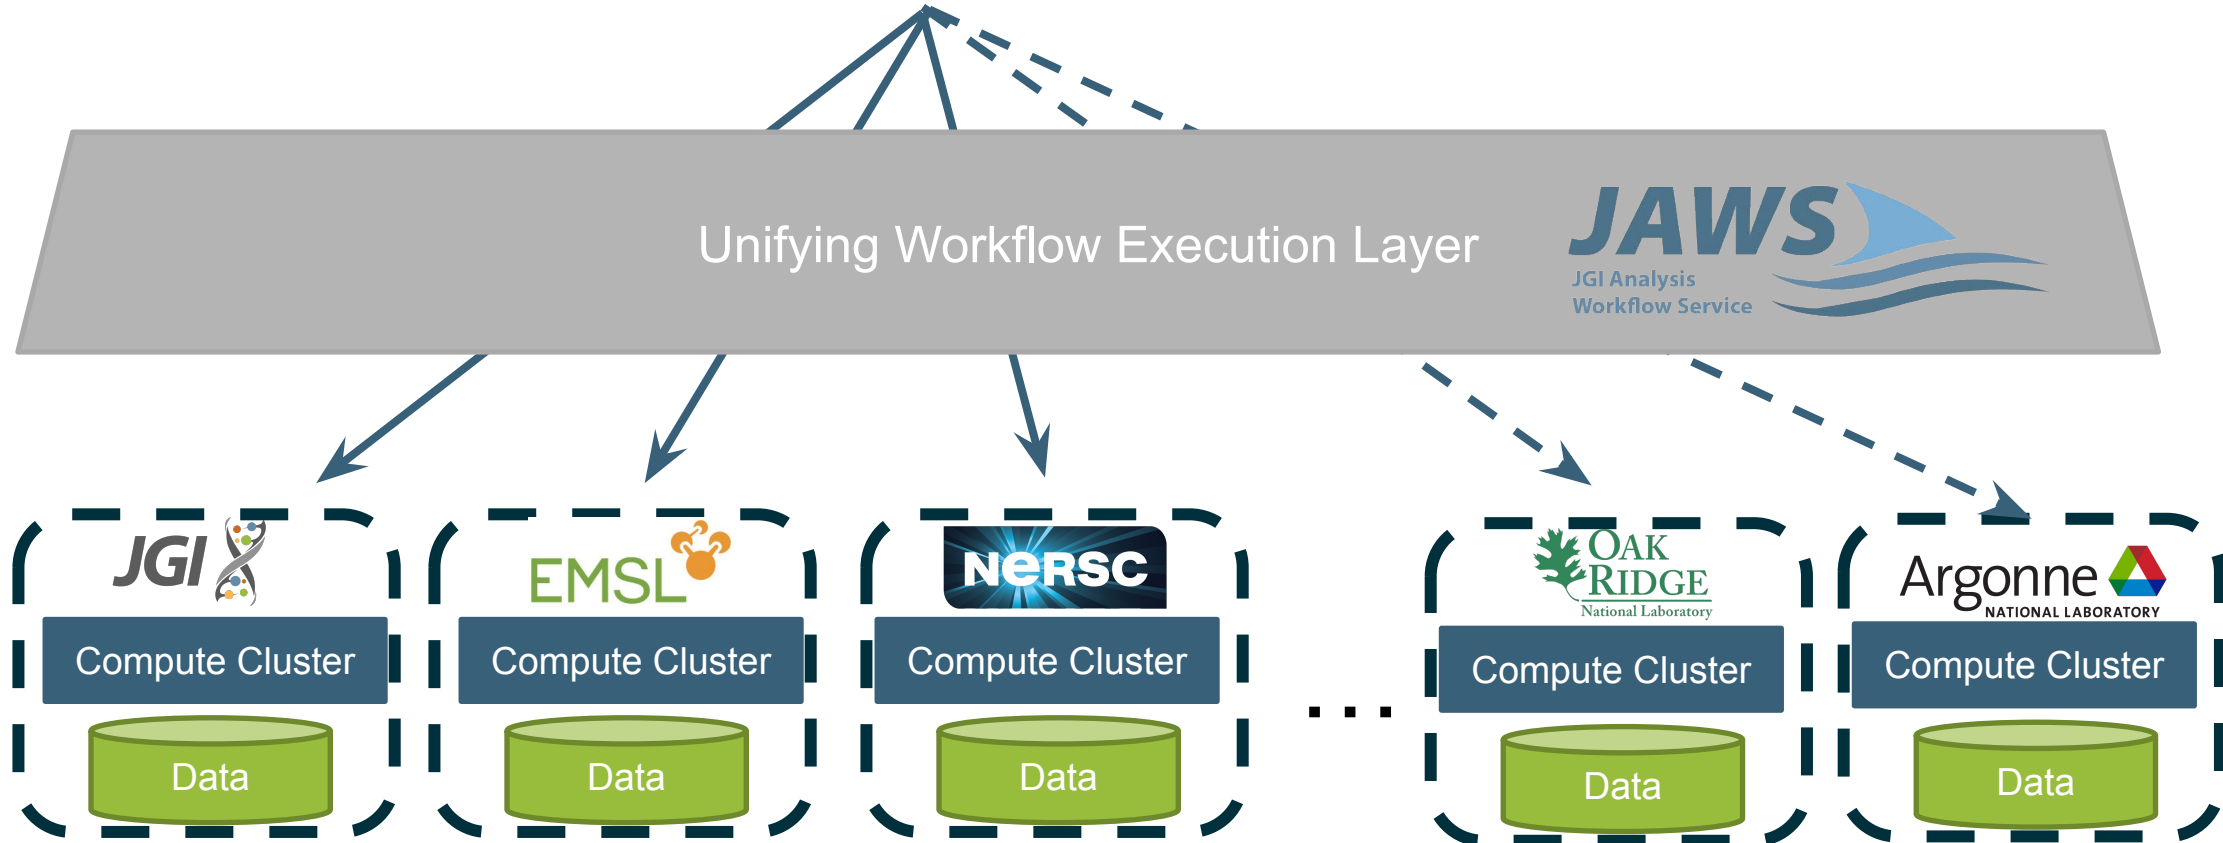 Unifying Workflow Execution Layer
JAWS
JGI Analysis
Workflow Service
JGI
EMSL
NERSC
OAK
RIDGE
National Laboratory
Argonne
NATIONAL LABORATORY
Compute Cluster
Compute Cluster
Compute Cluster
Compute Cluster
Compute Cluster
...
Data
Data
Data
Data
Data